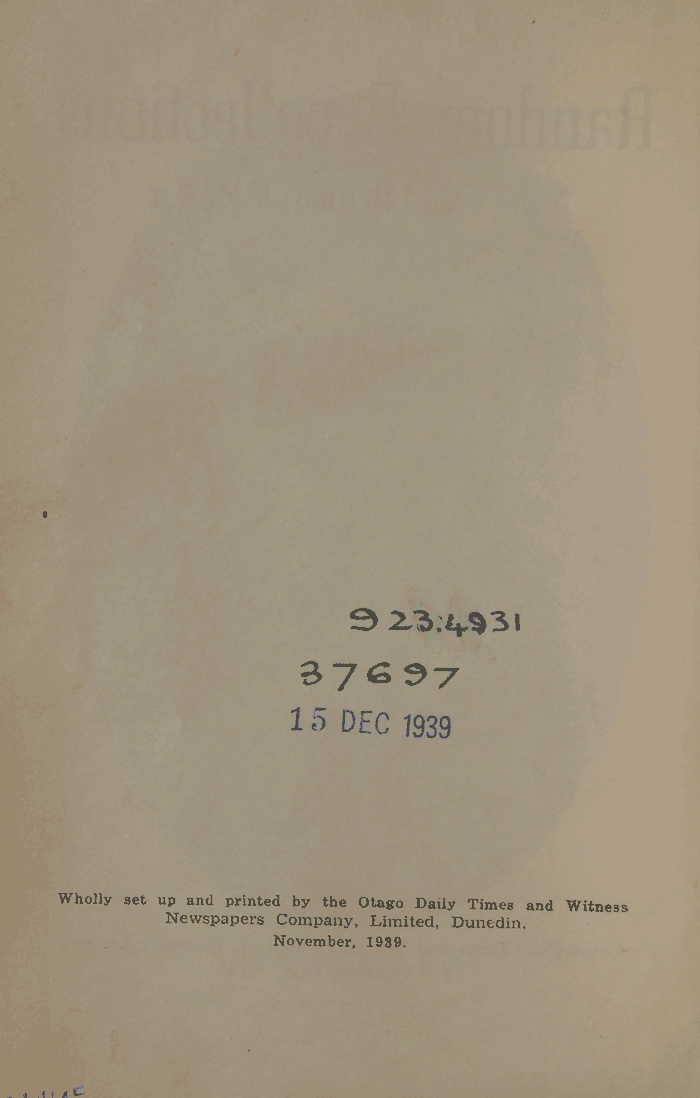 923.4931
37697
15 DEC 1939
Wholly set up and printed by the Otago Daily Times and Witness
Newspapers Company, Limited, Dunedin.
November, 1939.